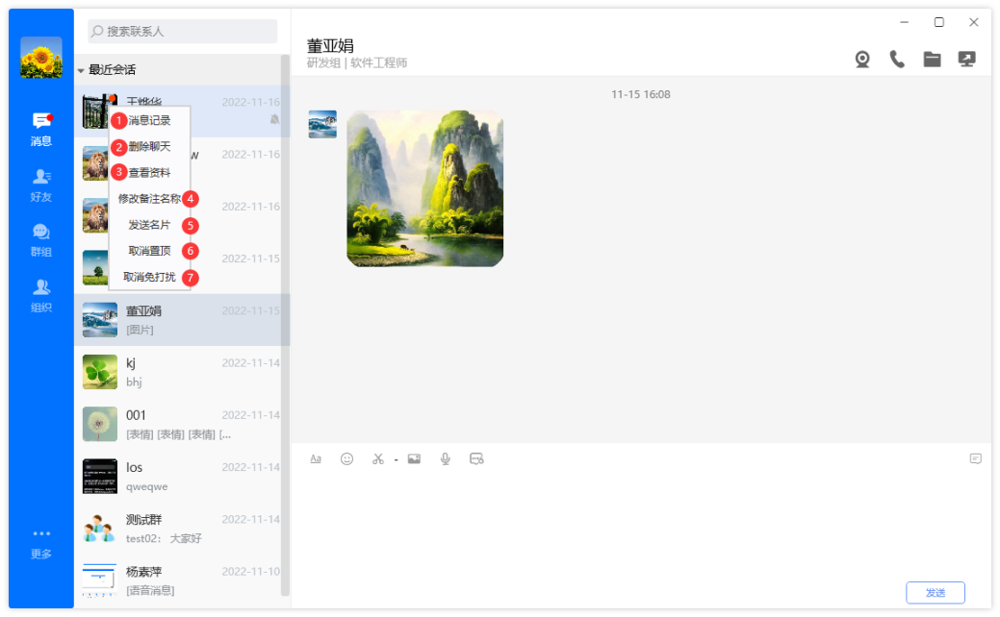 消息
好友
群组
组织
更多
搜索联系人
最近会话
王烨华 2022-11-16
1 消息记录
2 删除聊天
w 2022-11-16
3 查看资料
修改备注名称 4
2022-11-16
发送名片 5
取消置顶 6
2022-11-15
取消免打扰 7
董亚娟 2022-11-15
[图片]
kj 2022-11-14
bhj
001 2022-11-14
[表情] [表情] [表情] [...
los 2022-11-14
qweqwe
测试群 2022-11-14
test02: 大家好
杨素萍 2022-11-10
[语音消息]
董亚娟
研发组 | 软件工程师
11-15 16:08
Aa
发送